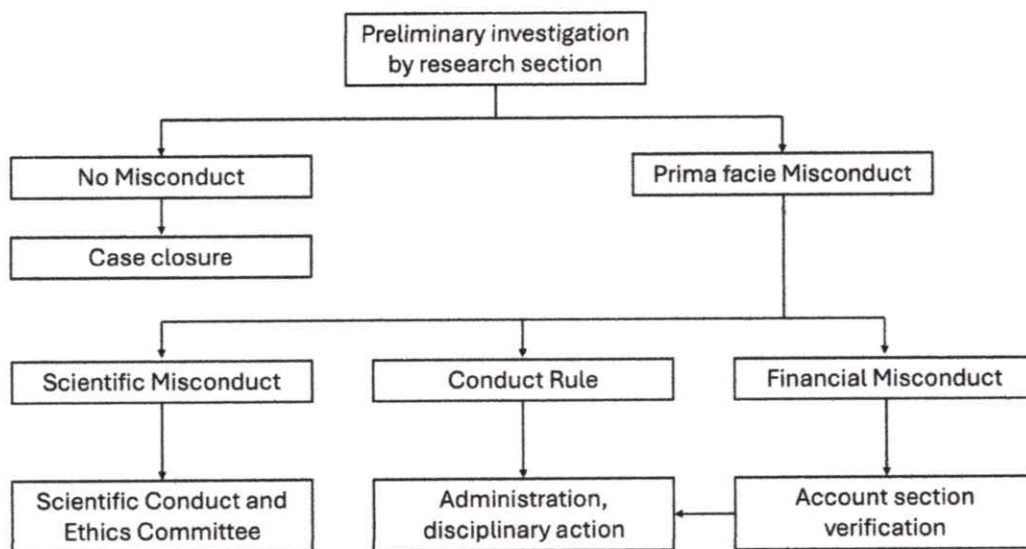 Preliminary investigation
by research section
No Misconduct
Prima facie Misconduct
Case closure
Scientific Misconduct
Conduct Rule
Financial Misconduct
Scientific Conduct and
Ethics Committee
Administration,
disciplinary action
Account section
verification